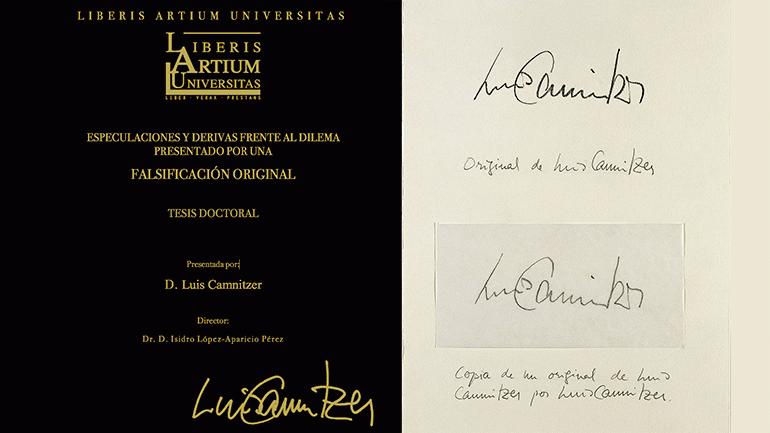 LIBERIS ARTIUM UNIVERSITAS
LIBERIS
ARTIUM
UNIVERSITAS
LIBER · VERAX · PRESTANS
ESPECULACIONES Y DERIVAS FRENTE AL DILEMA
PRESENTADO POR UNA
FALSIFICACIÓN ORIGINAL
TESIS DOCTORAL
Presentada por:
D. Luis Camnitzer
Director:
Dr. D. Isidro López-Aparicio Pérez
Luis Camnitzer
Luis Camnitzer
Original de Luis Camnitzer
Luis Camnitzer
Copia de un original de Luis
Camnitzer por Luis Camnitzer.